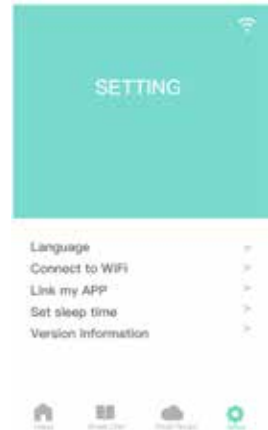 SETTING
Language
Connect to WiFi
Link my APP
Set sleep time
Version Information